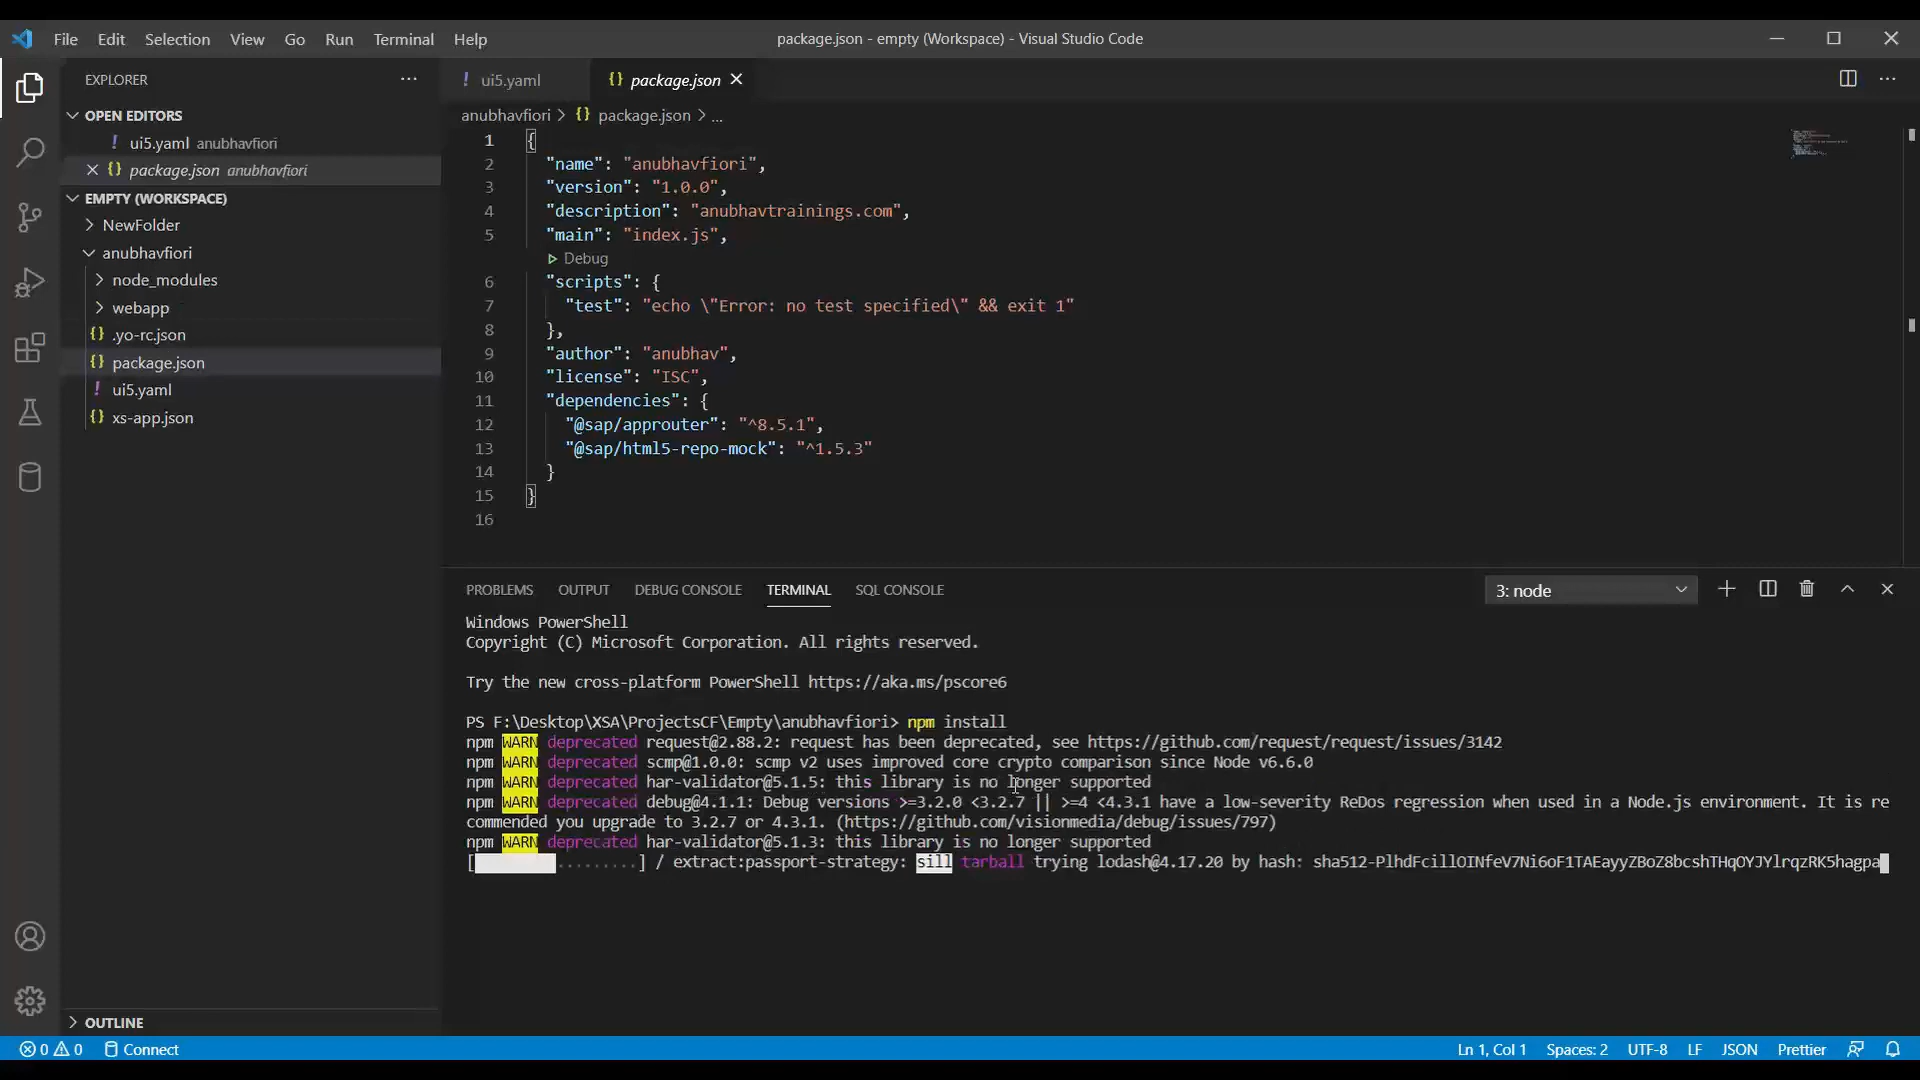 File Edit Selection View Go Run Terminal Help
package.json - empty (Workspace) - Visual Studio Code
EXPLORER
OPEN EDITORS
! ui5.yaml anubhavfiori
{} package.json anubhavfiori
EMPTY (WORKSPACE)
NewFolder
anubhavfiori
node_modules
webapp
{} .yo-rc.json
{} package.json
! ui5.yaml
{} xs-app.json
OUTLINE
! ui5.yaml {} package.json
anubhavfiori > {} package.json > ...
1 {
2 "name": "anubhavfiori",
3 "version": "1.0.0",
4 "description": "anubhavtrainings.com",
5 "main": "index.js",
Debug
6 "scripts": {
7 "test": "echo \"Error: no test specified\" && exit 1"
8 },
9 "author": "anubhav",
10 "license": "ISC",
11 "dependencies": {
12 "@sap/approuter": "^8.5.1",
13 "@sap/html5-repo-mock": "^1.5.3"
14 }
15 }
16
PROBLEMS OUTPUT DEBUG CONSOLE TERMINAL SQL CONSOLE
3: node
Windows PowerShell
Copyright (C) Microsoft Corporation. All rights reserved.
Try the new cross-platform PowerShell https://aka.ms/pscore6
PS F:\Desktop\XSA\ProjectsCF\Empty\anubhavfiori> npm install
npm WARN deprecated request@2.88.2: request has been deprecated, see https://github.com/request/request/issues/3142
npm WARN deprecated scmp@1.0.0: scmp v2 uses improved core crypto comparison since Node v6.6.0
npm WARN deprecated har-validator@5.1.5: this library is no longer supported
npm WARN deprecated debug@4.1.1: Debug versions >=3.2.0 <3.2.7 || >=4 <4.3.1 have a low-severity ReDos regression when used in a Node.js environment. It is re
commended you upgrade to 3.2.7 or 4.3.1. (https://github.com/visionmedia/debug/issues/797)
npm WARN deprecated har-validator@5.1.3: this library is no longer supported
[ .........] / extract:passport-strategy: sill tarball trying lodash@4.17.20 by hash: sha512-PlhdFcillOINfeV7Ni6oF1TAEayyZBoZ8bcshTHqOYJYlrqzRK5hagpa
0 0 Connect
Ln 1, Col 1 Spaces: 2 UTF-8 LF JSON Prettier